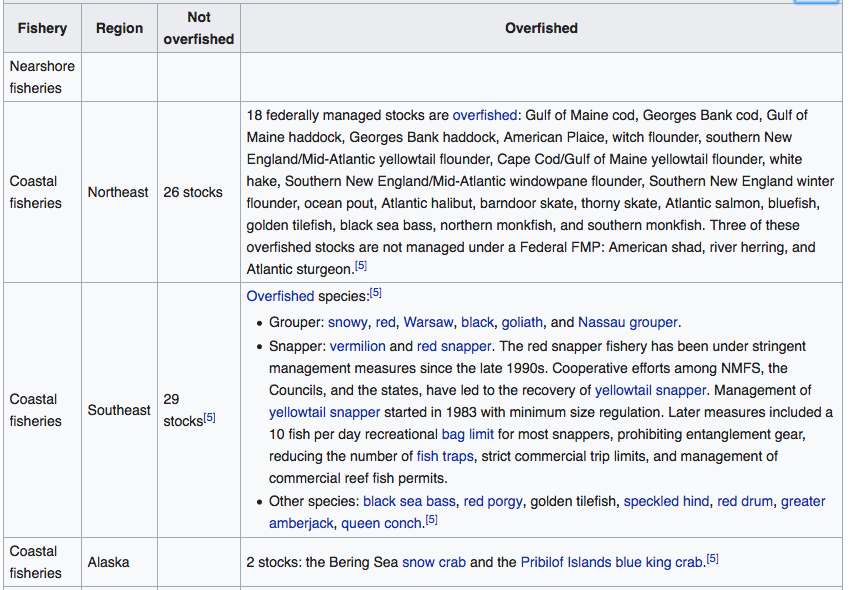 Fishery Region Not overfished Overfished
Nearshore
fisheries
Coastal
fisheries
Northeast
26 stocks
18 federally managed stocks are overfished: Gulf of Maine cod, Georges Bank cod, Gulf of
Maine haddock, Georges Bank haddock, American Plaice, witch flounder, southern New
England/Mid-Atlantic yellowtail flounder, Cape Cod/Gulf of Maine yellowtail flounder, white
hake, Southern New England/Mid-Atlantic windowpane flounder, Southern New England winter
flounder, ocean pout, Atlantic halibut, barndoor skate, thorny skate, Atlantic salmon, bluefish,
golden tilefish, black sea bass, northern monkfish, and southern monkfish. Three of these
overfished stocks are not managed under a Federal FMP: American shad, river herring, and
Atlantic sturgeon.[5]
Coastal
fisheries
Southeast
29
stocks[5]
Overfished species:[5]
• Grouper: snowy, red, Warsaw, black, goliath, and Nassau grouper.
• Snapper: vermilion and red snapper. The red snapper fishery has been under stringent
management measures since the late 1990s. Cooperative efforts among NMFS, the
Councils, and the states, have led to the recovery of yellowtail snapper. Management of
yellowtail snapper started in 1983 with minimum size regulation. Later measures included a
10 fish per day recreational bag limit for most snappers, prohibiting entanglement gear,
reducing the number of fish traps, strict commercial trip limits, and management of
commercial reef fish permits.
• Other species: black sea bass, red porgy, golden tilefish, speckled hind, red drum, greater
amberjack, queen conch.[5]
Coastal
fisheries
Alaska
2 stocks: the Bering Sea snow crab and the Pribilof Islands blue king crab.[5]